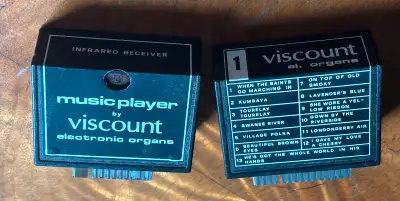 INFRARED RECEIVER
musicplayer
by
viscount
electronic organs
1
viscount
el. organs
1 WHEN THE SAINTS
GO MARCHING IN
2 KUMBAYA
3 TOURELAY
TOURELAY
4 SWANEE RIVER
5 VILLAGE POLKA
6 BEAUTIFUL BROWN
EYES
7 ON TOP OF OLD
SMOKY
8 LAVENDER'S BLUE
9 SHE WORE A YEL-
LOW RIBBON
10 DOWN BY THE
RIVERSIDE
11 LONDONDERRY AIR
12 I GAVE MY LOVE
A CHERRY
13 HE'S GOT THE WHOLE WORLD IN HIS
HANDS